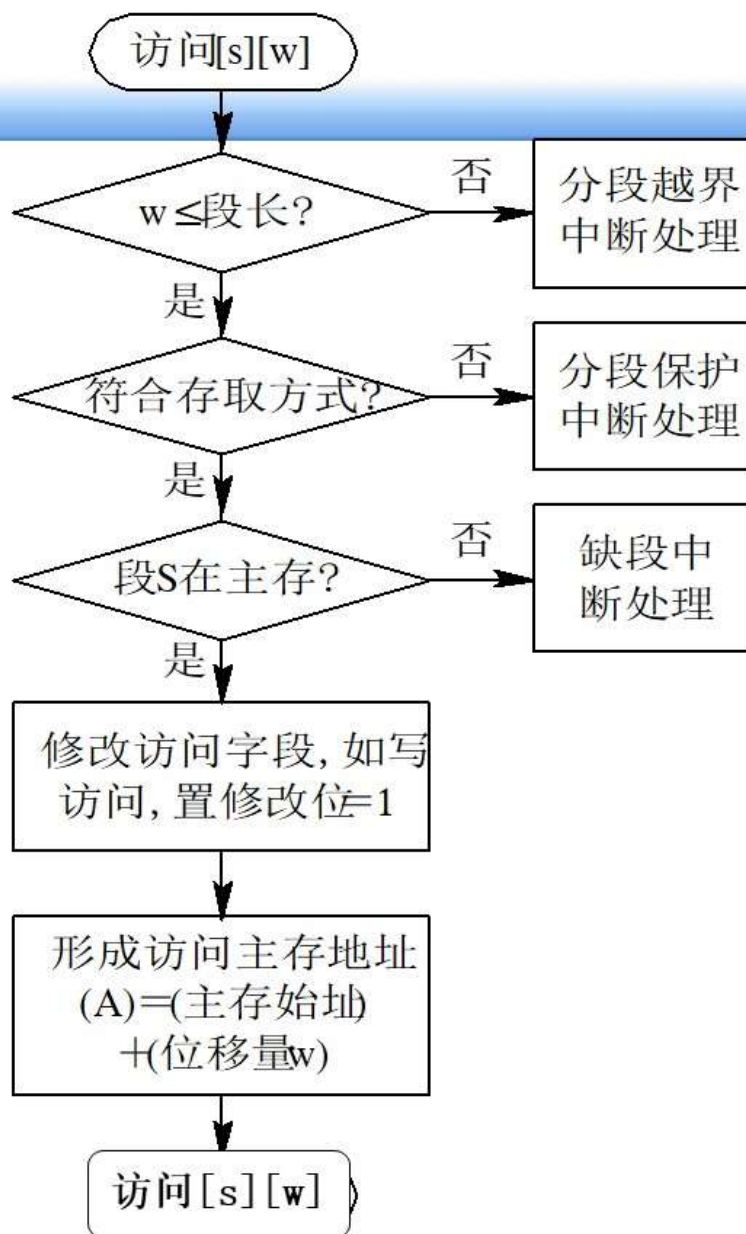 访问[s][w]
w≤段长?
否
分段越界
中断处理
是
符合存取方式?
否
分段保护
中断处理
是
段S在主存?
否
缺段中
断处理
是
修改访问字段,如写
访问,置修改位=1
形成访问主存地址
(A)=(主存始址)
+(位移量w)
访问[s][w]